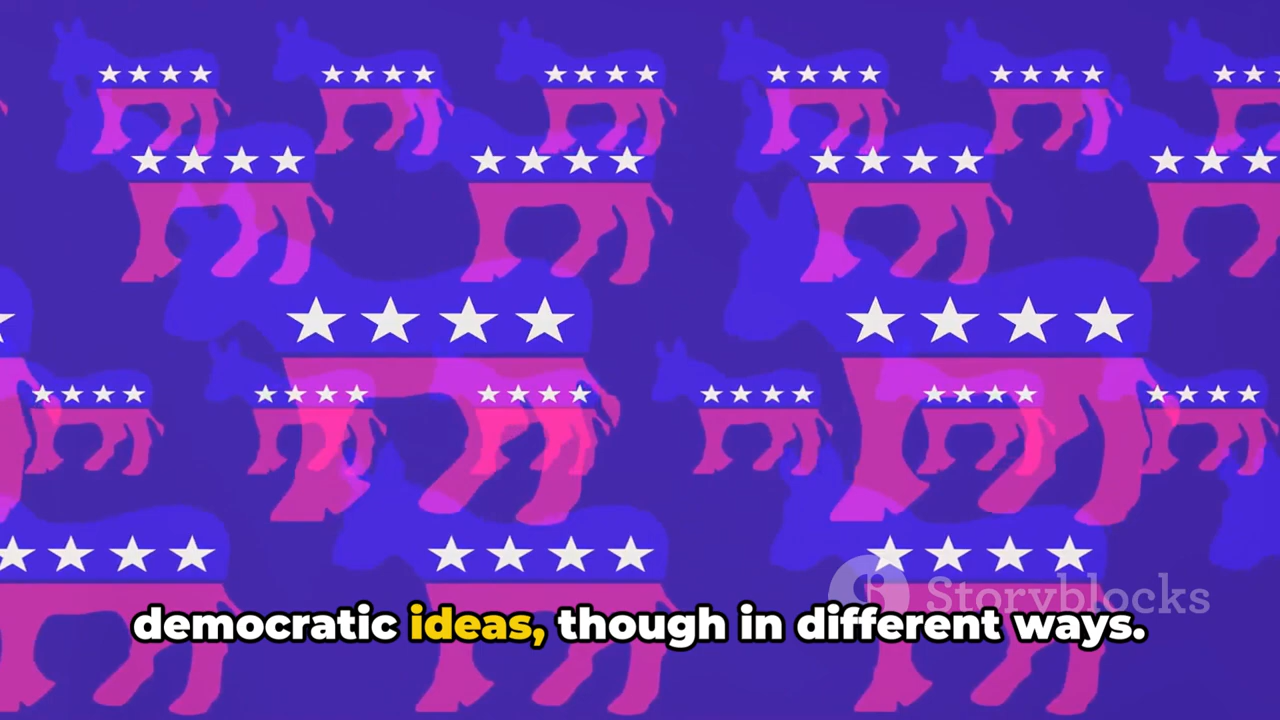 Storyblocks
democratic ideas, though in different ways.